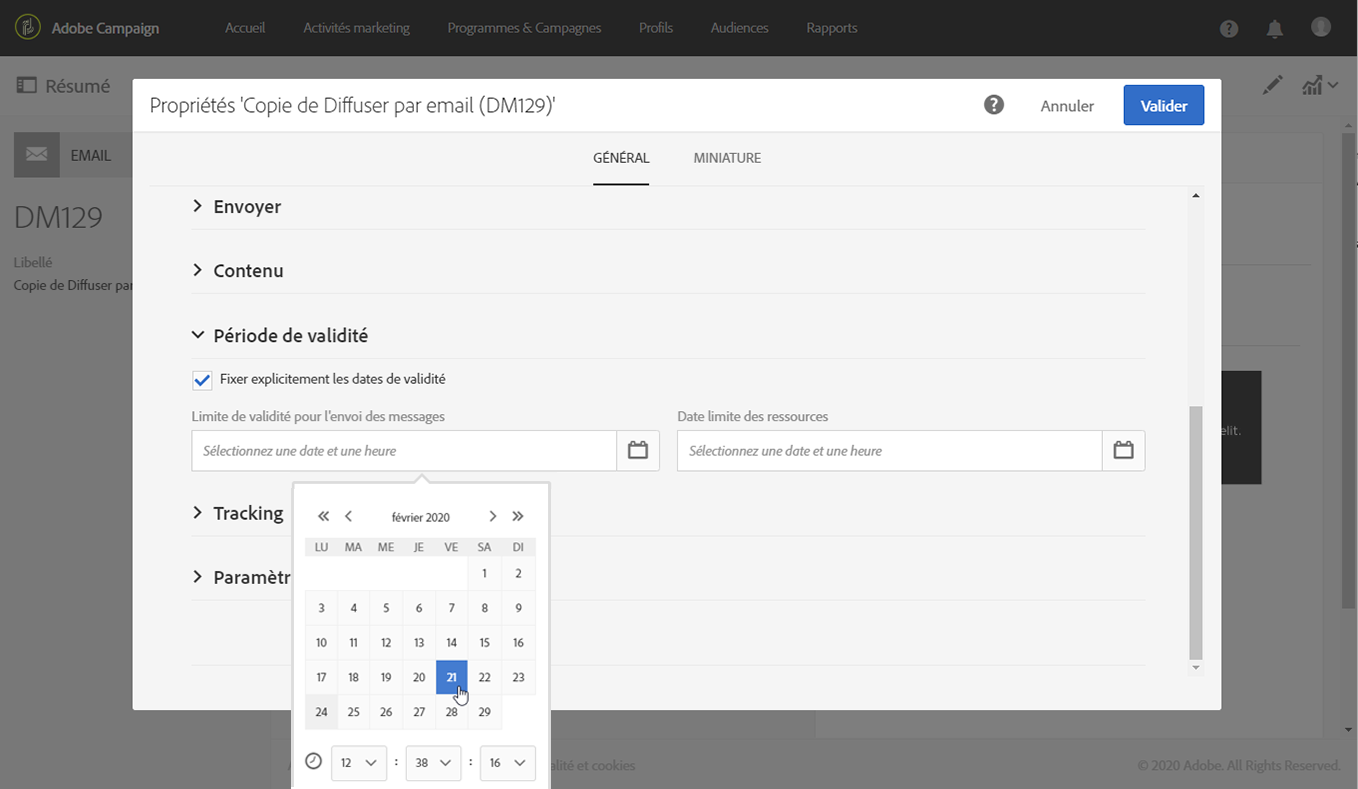 Adobe Campaign
Accueil
Activités marketing
Programmes & Campagnes
Profils
Audiences
Rapports
Résumé
Propriétés 'Copie de Diffuser par email (DM129)'
Annuler
Valider
EMAIL
GÉNÉRAL
MINIATURE
DM129
Libellé
Copie de Diffuser par
Envoyer
Contenu
Période de validité
Fixer explicitement les dates de validité
Limite de validité pour l'envoi des messages
Date limite des ressources
Sélectionnez une date et une heure
Sélectionnez une date et une heure
elit.
Tracking
Paramètr
février 2020
LU MA ME JE VE SA DI
1 2
3 4 5 6 7 8 9
10 11 12 13 14 15 16
17 18 19 20 21 22 23
24 25 26 27 28 29
12 : 38 : 16
alité et cookies
© 2020 Adobe. All Rights Reserved.